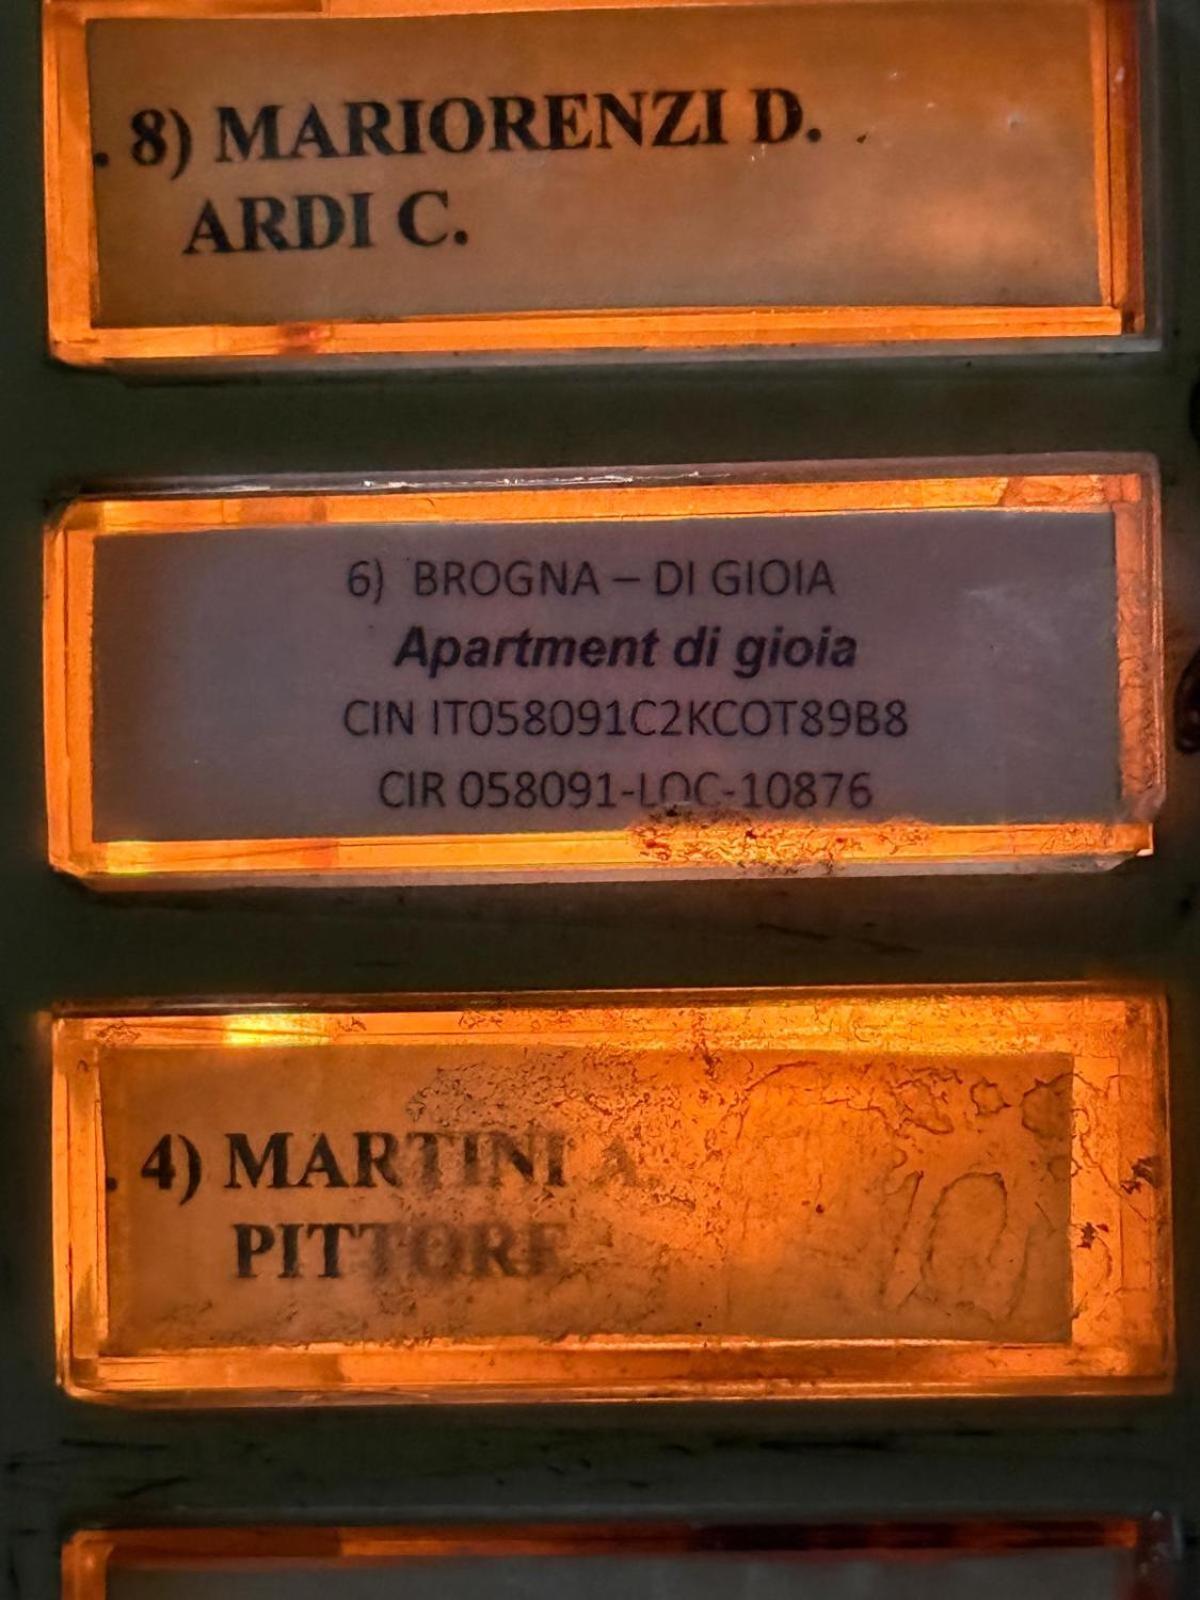 . 8) MARIORENZI D.
ARDI C.
6) BROGNA – DI GIOIA
Apartment di gioia
CIN IT058091C2KCOT89B8
CIR 058091-LOC-10876
. 4) MARTINI A.
PITTORE